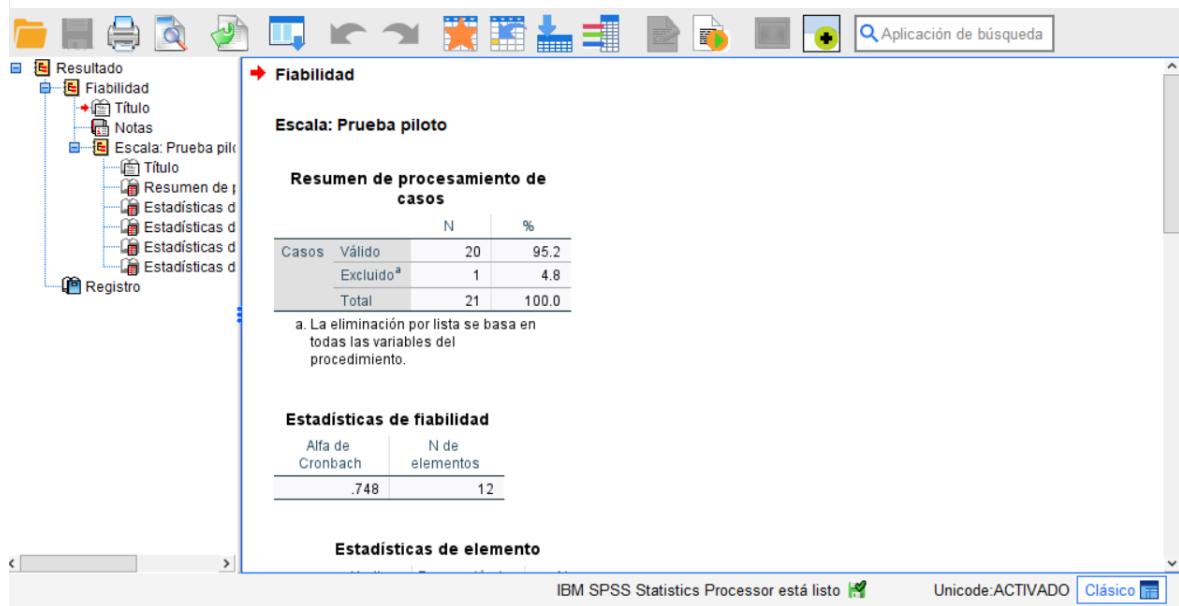 Aplicación de búsqueda
Resultado
Fiabilidad
Título
Notas
Escala: Prueba pilo
Título
Resumen de p
Estadísticas d
Estadísticas d
Estadísticas d
Estadísticas d
Registro
Fiabilidad
Escala: Prueba piloto
Resumen de procesamiento de
casos
N %
Casos Válido 20 95.2
Excluido a 1 4.8
Total 21 100.0
a. La eliminación por lista se basa en
todas las variables del
procedimiento.
Estadísticas de fiabilidad
Alfa de N de
Cronbach elementos
.748 12
Estadísticas de elemento
IBM SPSS Statistics Processor está listo Unicode:ACTIVADO Clásico